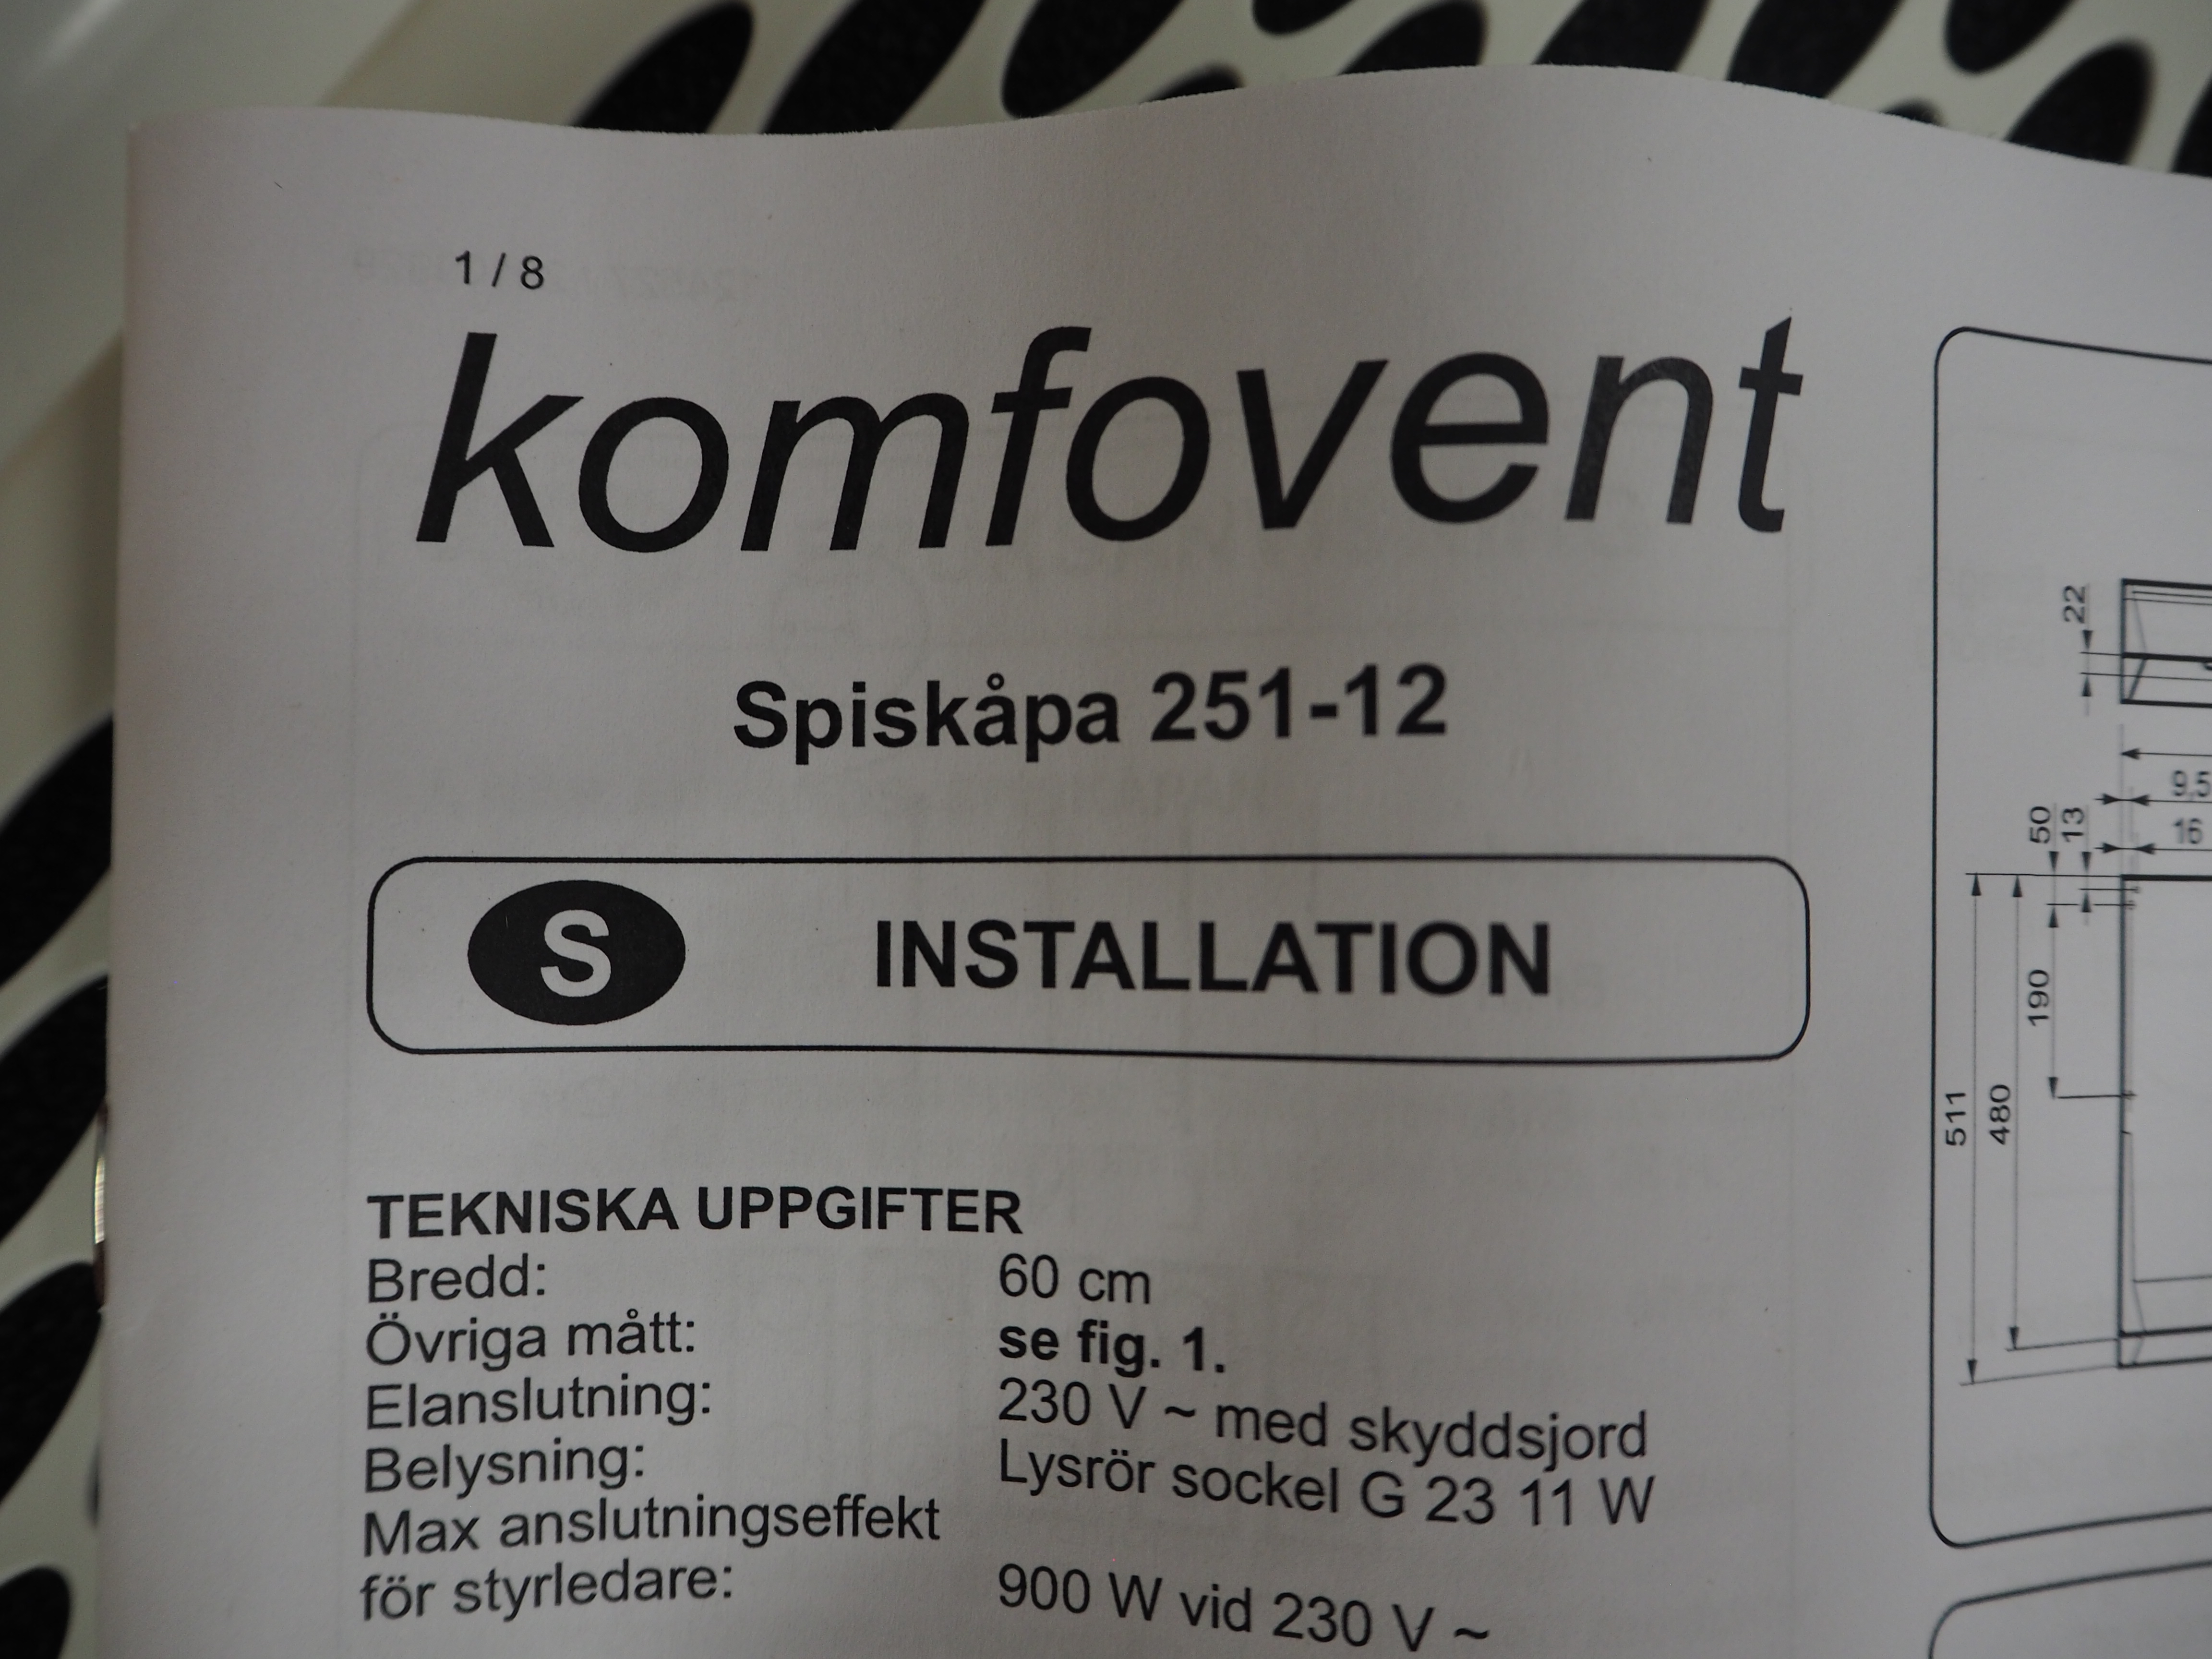 1 / 8
komfovent
Spiskåpa 251-12
S INSTALLATION
TEKNISKA UPPGIFTER
Bredd: 60 cm
Övriga mått: se fig. 1.
Elanslutning: 230 V ~ med skyddsjord
Belysning: Lysrör sockel G 23 11 W
Max anslutningseffekt
för styrledare: 900 W vid 230 V ~
22
9,5
50
13
16
190
511
480